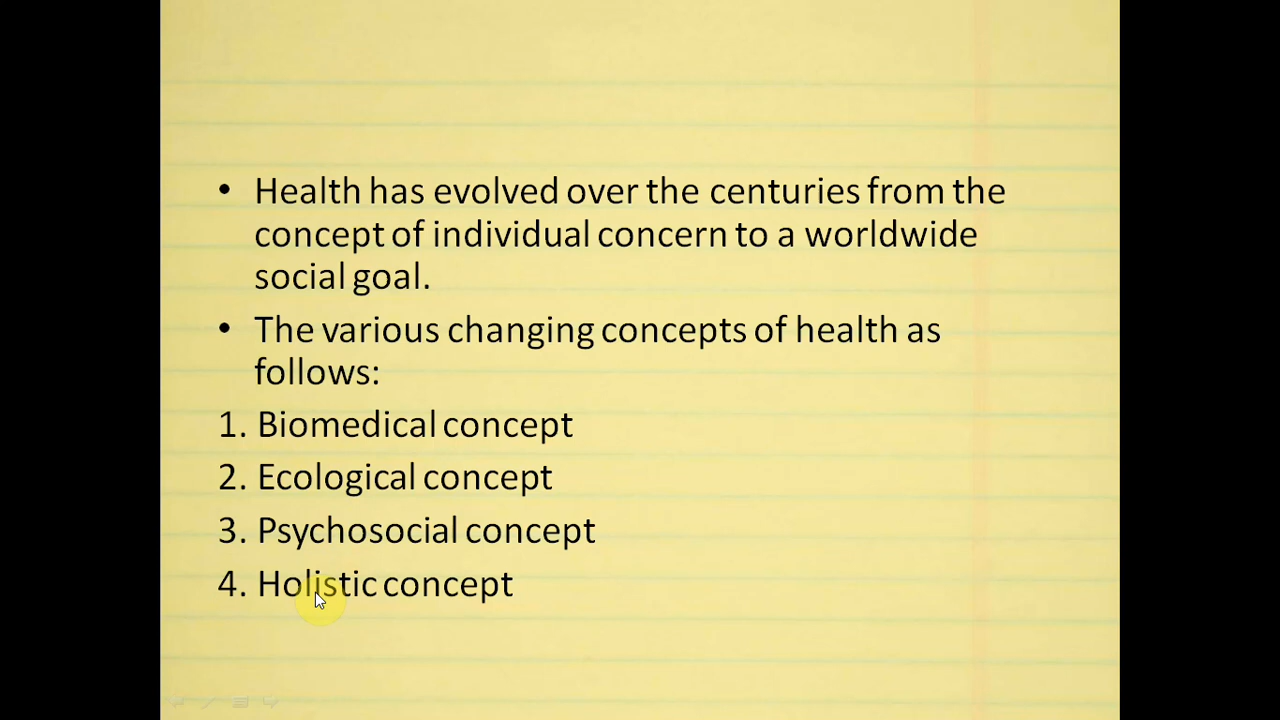 • Health has evolved over the centuries from the
concept of individual concern to a worldwide
social goal.
• The various changing concepts of health as
follows:
1. Biomedical concept
2. Ecological concept
3. Psychosocial concept
4. Holistic concept